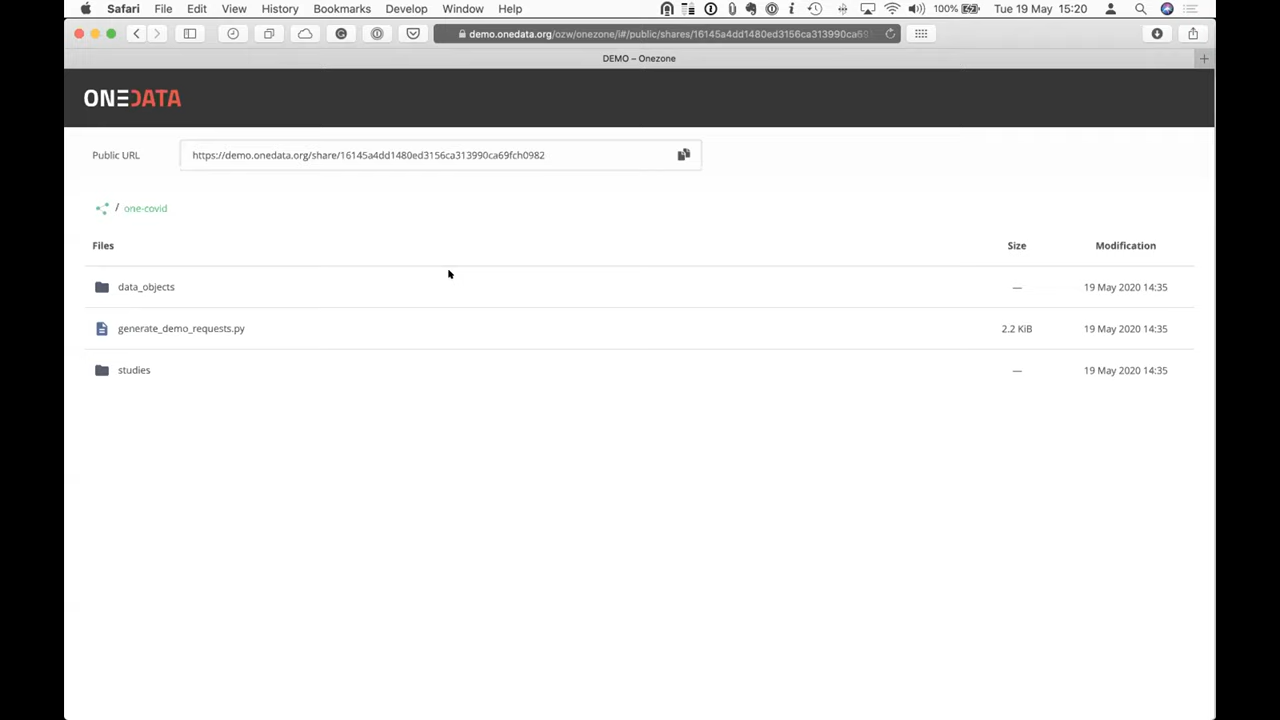 Safari File Edit View History Bookmarks Develop Window Help 100% Tue 19 May 15:20
demo.onedata.org/ozw/onezone/i#/public/shares/16145a4dd1480ed3156ca313990ca69
DEMO – Onezone
ONEDATA
Public URL https://demo.onedata.org/share/16145a4dd1480ed3156ca313990ca69fch0982
/ one-covid
Files Size Modification
data_objects — 19 May 2020 14:35
generate_demo_requests.py 2.2 KiB 19 May 2020 14:35
studies — 19 May 2020 14:35